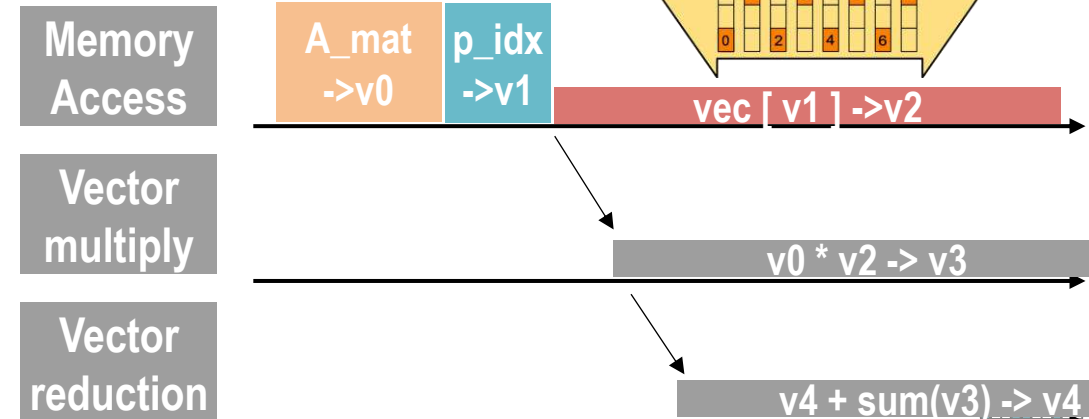 0 2 4 6
Memory
Access
A_mat
->v0
p_idx
->v1
vec [ v1 ] ->v2
Vector
multiply
v0 * v2 -> v3
Vector
reduction
v4 + sum(v3) -> v4